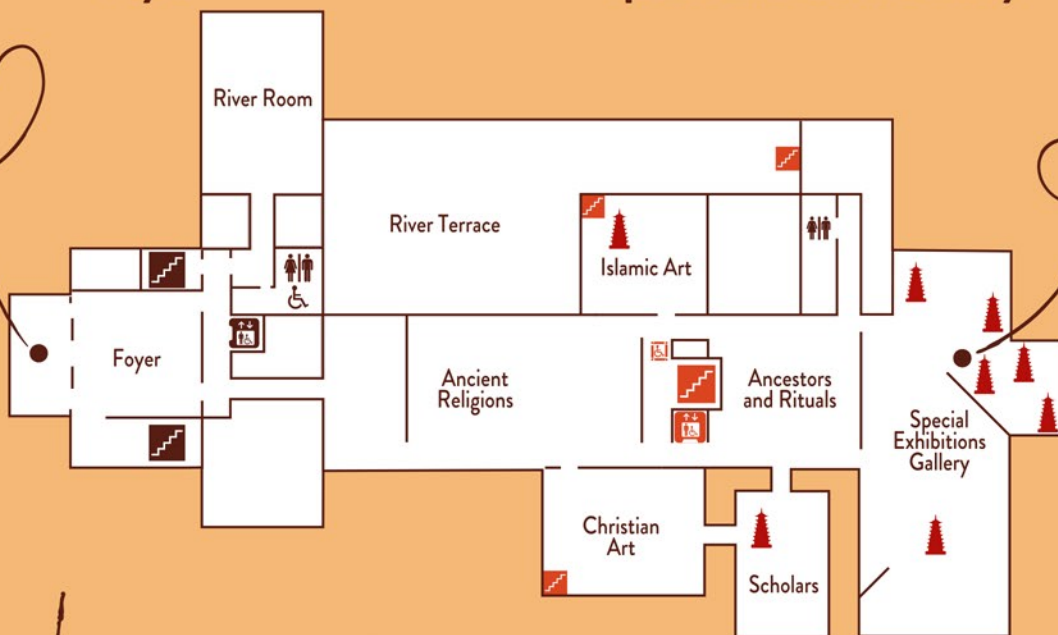 River Room
River Terrace
Islamic Art
Foyer
Ancient
Religions
Ancestors
and Rituals
Special
Exhibitions
Gallery
Christian
Art
Scholars